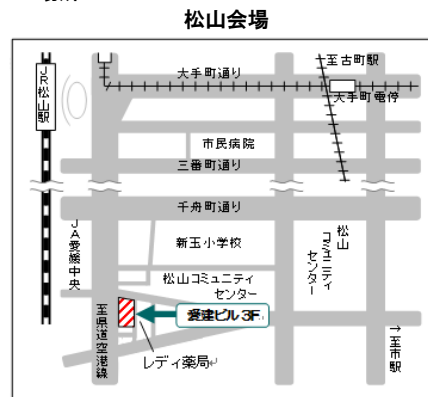 松山会場
至古町駅
大手町通り
大手町電停
JR松山駅
市民病院
三番町通り
千舟町通り
JA愛媛中央
新玉小学校
松山
コミュニティ
センター
松山コミュニティ
センター
愛建ビル 3F
至県道空港線
レディ薬局
→至市駅